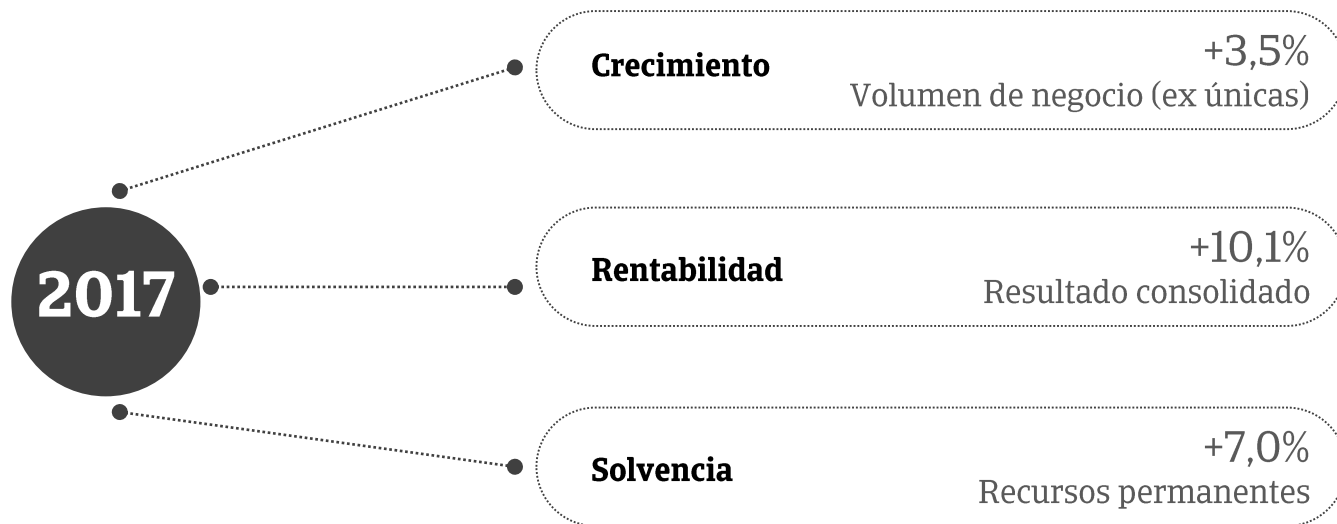 2017
Crecimiento
+3,5%
Volumen de negocio (ex únicas)
Rentabilidad
+10,1%
Resultado consolidado
Solvencia
+7,0%
Recursos permanentes